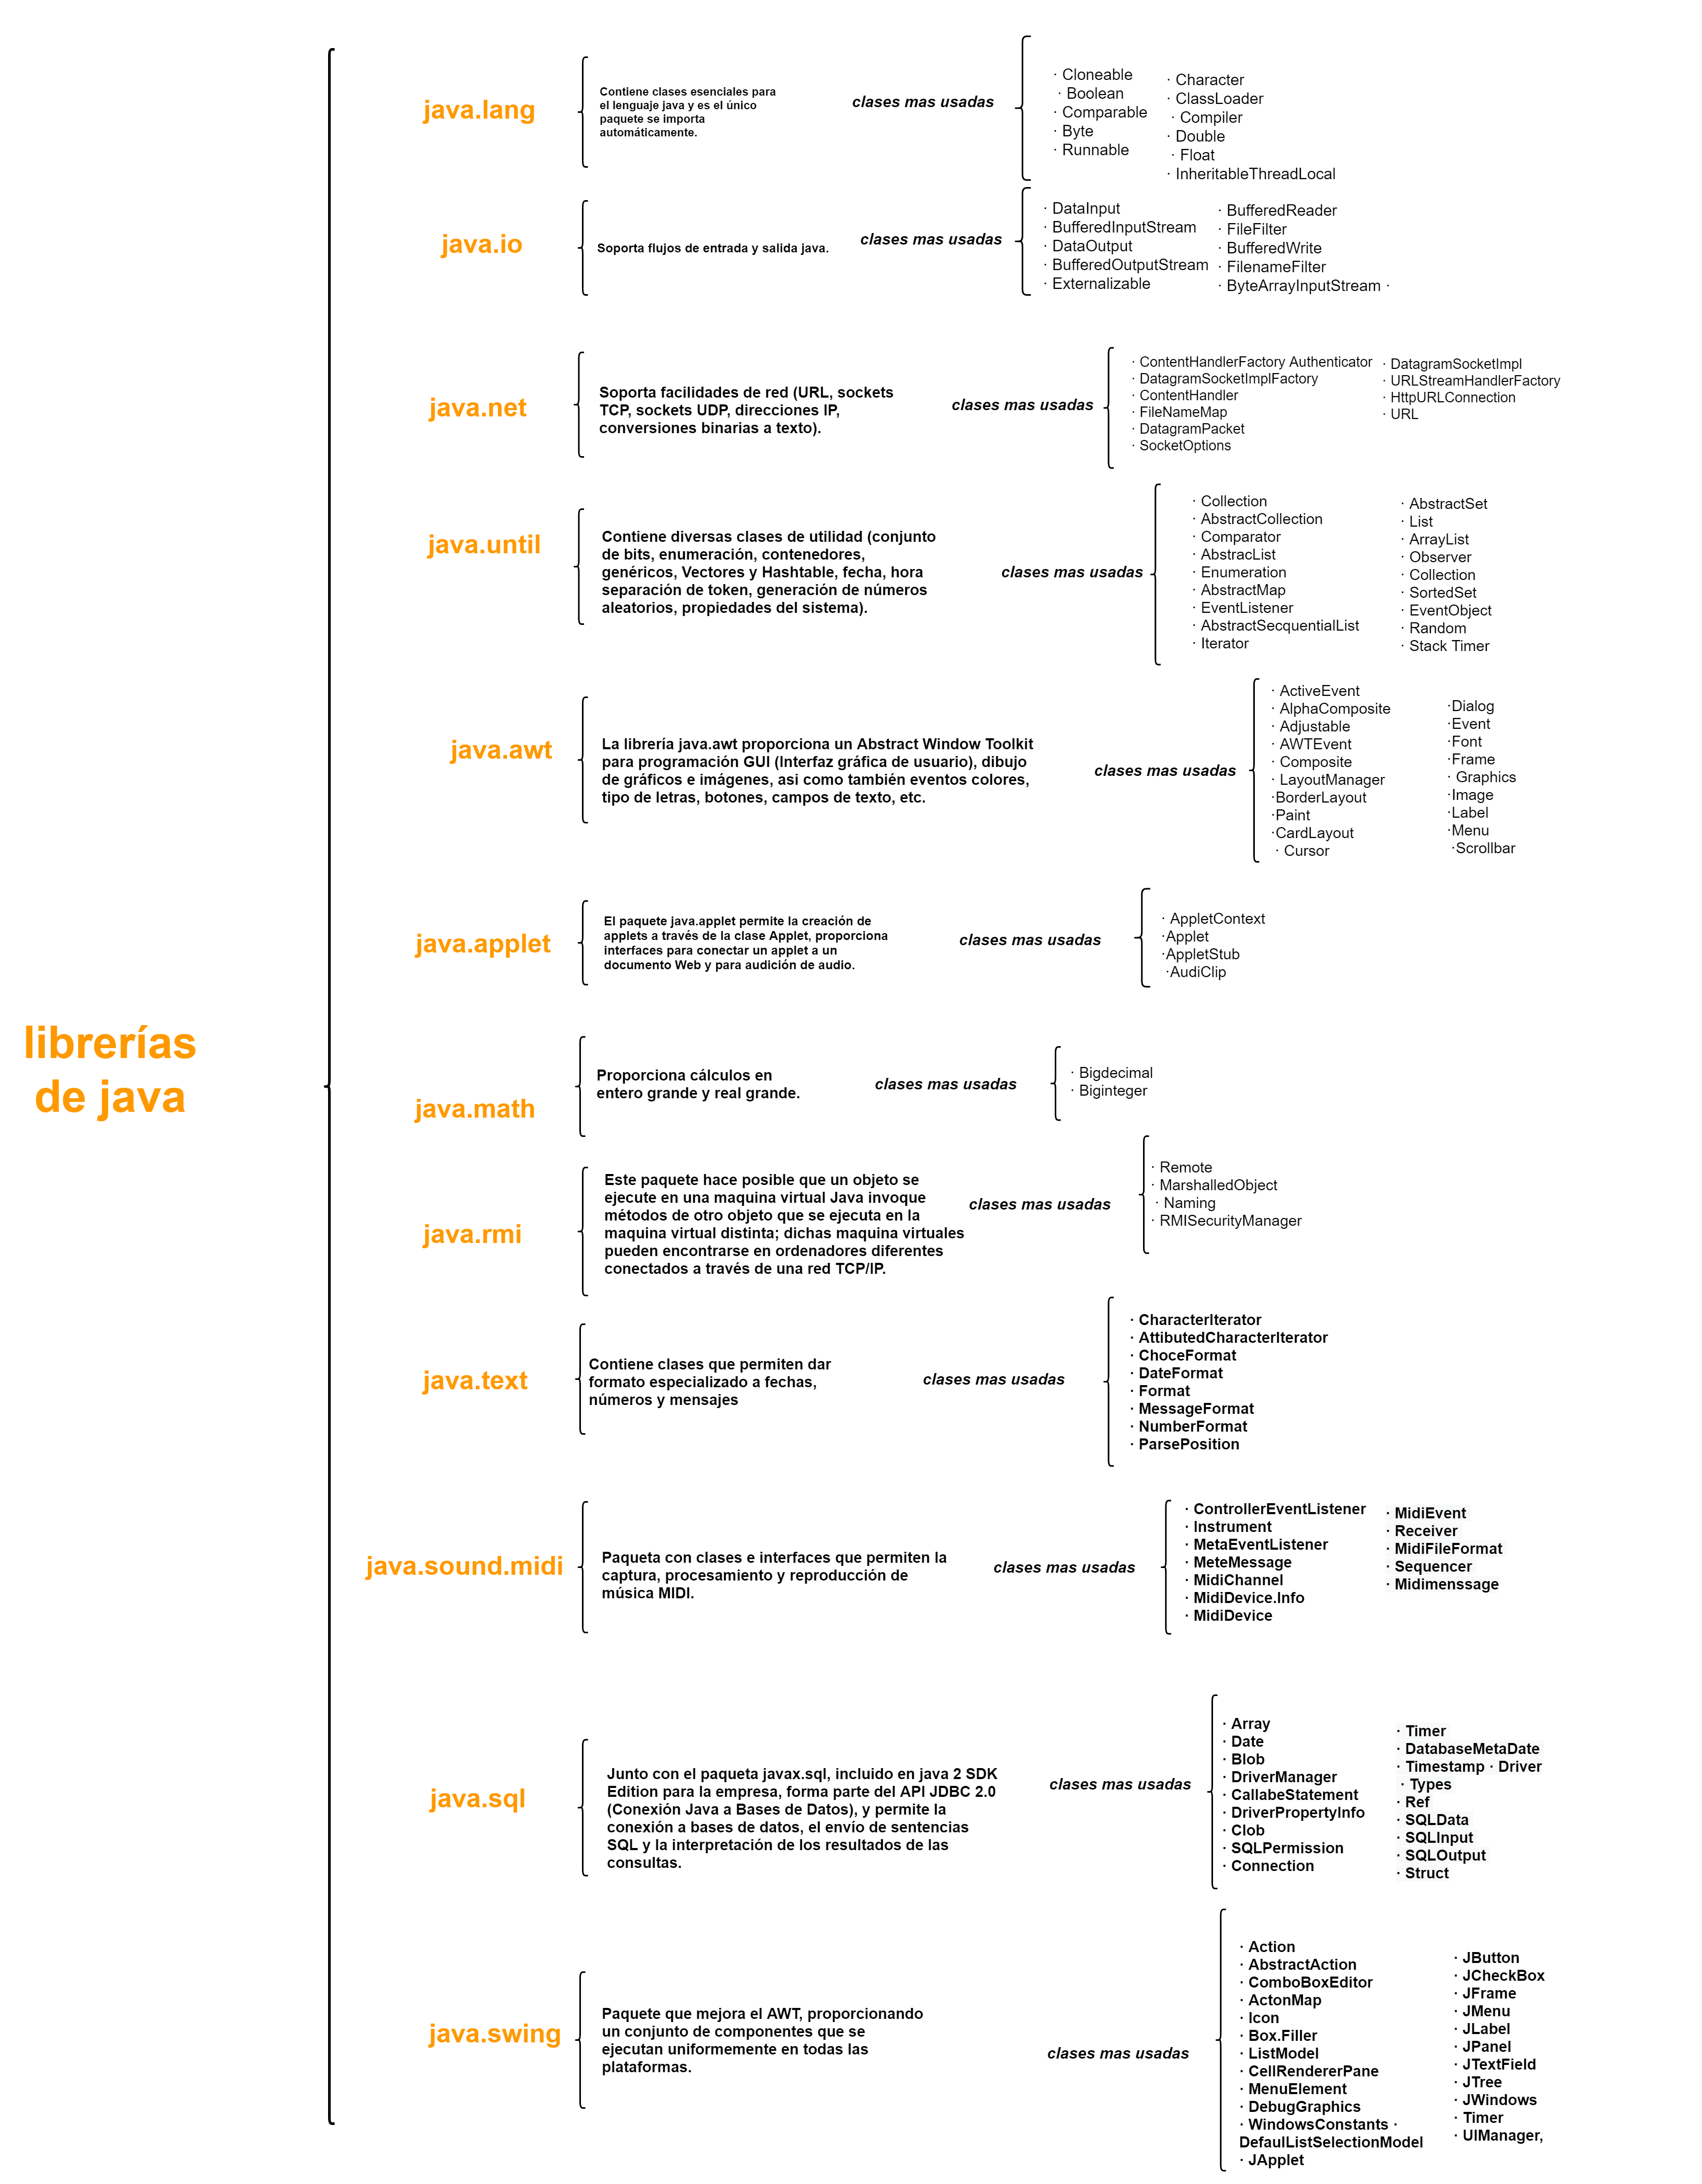 java.lang
Contiene clases esenciales para
el lenguaje java y es el único
paquete se importa
automáticamente.
clases mas usadas
· Cloneable
· Boolean
· Comparable
· Byte
· Runnable
· Character
· ClassLoader
· Compiler
· Double
· Float
· InheritableThreadLocal
java.io
Soporta flujos de entrada y salida java.
clases mas usadas
· DataInput
· BufferedInputStream
· DataOutput
· BufferedOutputStream
· Externalizable
· BufferedReader
· FileFilter
· BufferedWrite
· FilenameFilter
· ByteArrayInputStream ·
java.net
Soporta facilidades de red (URL, sockets
TCP, sockets UDP, direcciones IP,
conversiones binarias a texto).
clases mas usadas
· ContentHandlerFactory Authenticator
· DatagramSocketImplFactory
· ContentHandler
· FileNameMap
· DatagramPacket
· SocketOptions
· DatagramSocketImpl
· URLStreamHandlerFactory
· HttpURLConnection
· URL
java.until
Contiene diversas clases de utilidad (conjunto
de bits, enumeración, contenedores,
genéricos, Vectores y Hashtable, fecha, hora
separación de token, generación de números
aleatorios, propiedades del sistema).
clases mas usadas
· Collection
· AbstractCollection
· Comparator
· AbstracList
· Enumeration
· AbstractMap
· EventListener
· AbstractSecquentialList
· Iterator
· AbstractSet
· List
· ArrayList
· Observer
· Collection
· SortedSet
· EventObject
· Random
· Stack Timer
java.awt
La librería java.awt proporciona un Abstract Window Toolkit
para programación GUI (Interfaz gráfica de usuario), dibujo
de gráficos e imágenes, asi como también eventos colores,
tipo de letras, botones, campos de texto, etc.
clases mas usadas
· ActiveEvent
· AlphaComposite
· Adjustable
· AWTEvent
· Composite
· LayoutManager
·BorderLayout
·Paint
·CardLayout
· Cursor
·Dialog
·Event
·Font
·Frame
· Graphics
·Image
·Label
·Menu
·Scrollbar
java.applet
El paquete java.applet permite la creación de
applets a través de la clase Applet, proporciona
interfaces para conectar un applet a un
documento Web y para audición de audio.
clases mas usadas
· AppletContext
·Applet
·AppletStub
·AudiClip
librerías
de java
java.math
Proporciona cálculos en
entero grande y real grande.
clases mas usadas
· Bigdecimal
· Biginteger
java.rmi
Este paquete hace posible que un objeto se
ejecute en una maquina virtual Java invoque
métodos de otro objeto que se ejecuta en la
maquina virtual distinta; dichas maquina virtuales
pueden encontrarse en ordenadores diferentes
conectados a través de una red TCP/IP.
clases mas usadas
· Remote
· MarshalledObject
· Naming
· RMISecurityManager
java.text
Contiene clases que permiten dar
formato especializado a fechas,
números y mensajes
clases mas usadas
· CharacterIterator
· AttibutedCharacterIterator
· ChoceFormat
· DateFormat
· Format
· MessageFormat
· NumberFormat
· ParsePosition
java.sound.midi
Paqueta con clases e interfaces que permiten la
captura, procesamiento y reproducción de
música MIDI.
clases mas usadas
· ControllerEventListener
· Instrument
· MetaEventListener
· MeteMessage
· MidiChannel
· MidiDevice.Info
· MidiDevice
· MidiEvent
· Receiver
· MidiFileFormat
· Sequencer
· Midimenssage
java.sql
Junto con el paqueta javax.sql, incluido en java 2 SDK
Edition para la empresa, forma parte del API JDBC 2.0
(Conexión Java a Bases de Datos), y permite la
conexión a bases de datos, el envío de sentencias
SQL y la interpretación de los resultados de las
consultas.
clases mas usadas
· Array
· Date
· Blob
· DriverManager
· CallabeStatement
· DriverPropertyInfo
· Clob
· SQLPermission
· Connection
· Timer
· DatabaseMetaDate
· Timestamp · Driver
· Types
· Ref
· SQLData
· SQLInput
· SQLOutput
· Struct
java.swing
Paquete que mejora el AWT, proporcionando
un conjunto de componentes que se
ejecutan uniformemente en todas las
plataformas.
clases mas usadas
· Action
· AbstractAction
· ComboBoxEditor
· ActonMap
· Icon
· Box.Filler
· ListModel
· CellRendererPane
· MenuElement
· DebugGraphics
· WindowsConstants ·
DefaulListSelectionModel
· JApplet
· JButton
· JCheckBox
· JFrame
· JMenu
· JLabel
· JPanel
· JTextField
· JTree
· JWindows
· Timer
· UIManager,